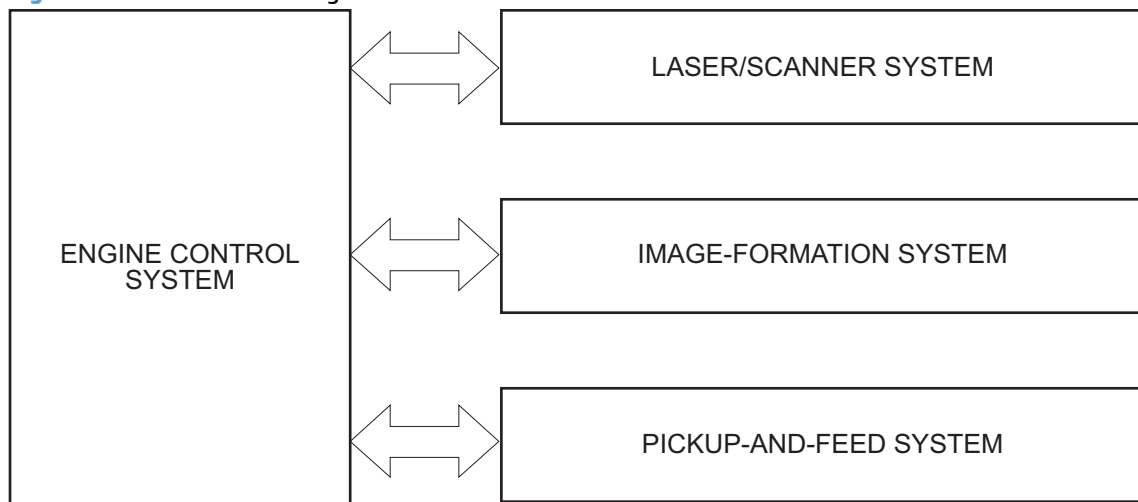 ENGINE CONTROL
SYSTEM
LASER/SCANNER SYSTEM
IMAGE-FORMATION SYSTEM
PICKUP-AND-FEED SYSTEM